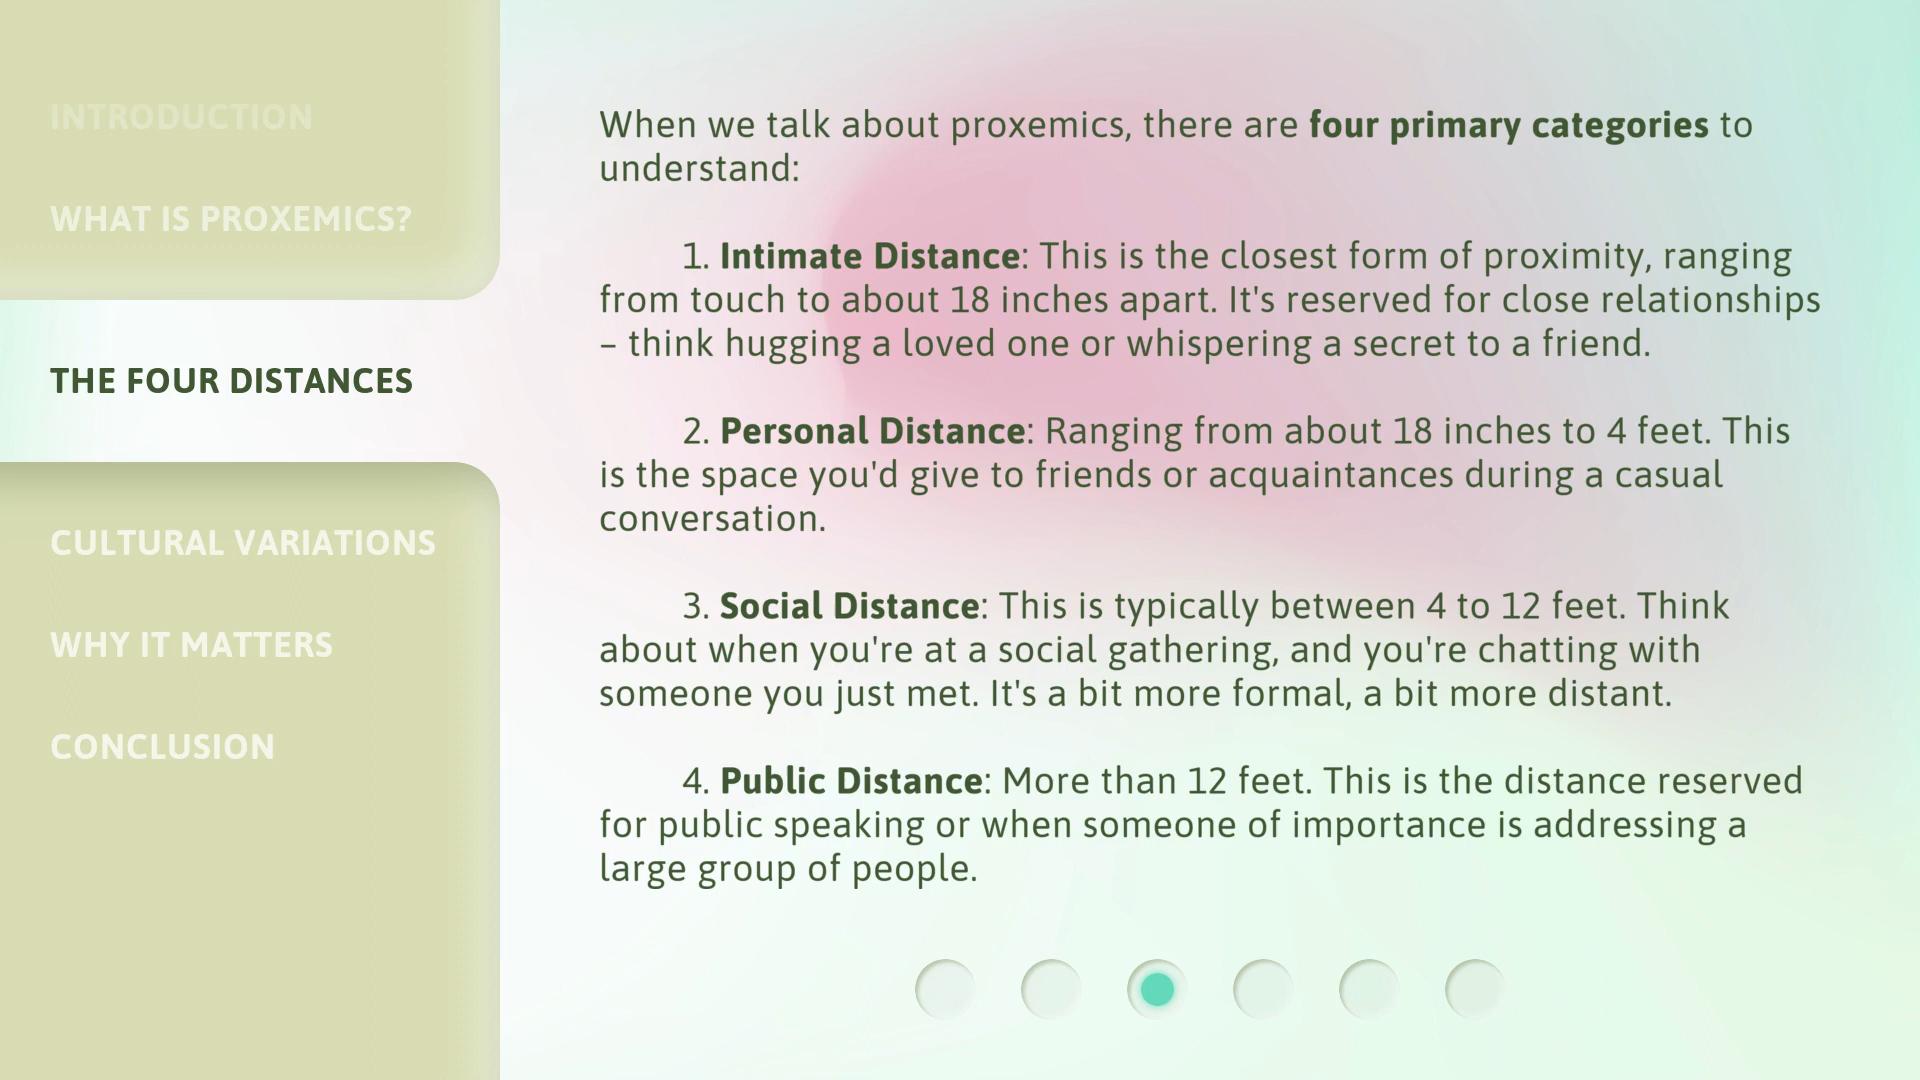 INTRODUCTION
WHAT IS PROXEMICS?
THE FOUR DISTANCES
CULTURAL VARIATIONS
WHY IT MATTERS
CONCLUSION
When we talk about proxemics, there are four primary categories to
understand:
1. Intimate Distance: This is the closest form of proximity, ranging
from touch to about 18 inches apart. It's reserved for close relationships
– think hugging a loved one or whispering a secret to a friend.
2. Personal Distance: Ranging from about 18 inches to 4 feet. This
is the space you'd give to friends or acquaintances during a casual
conversation.
3. Social Distance: This is typically between 4 to 12 feet. Think
about when you're at a social gathering, and you're chatting with
someone you just met. It's a bit more formal, a bit more distant.
4. Public Distance: More than 12 feet. This is the distance reserved
for public speaking or when someone of importance is addressing a
large group of people.